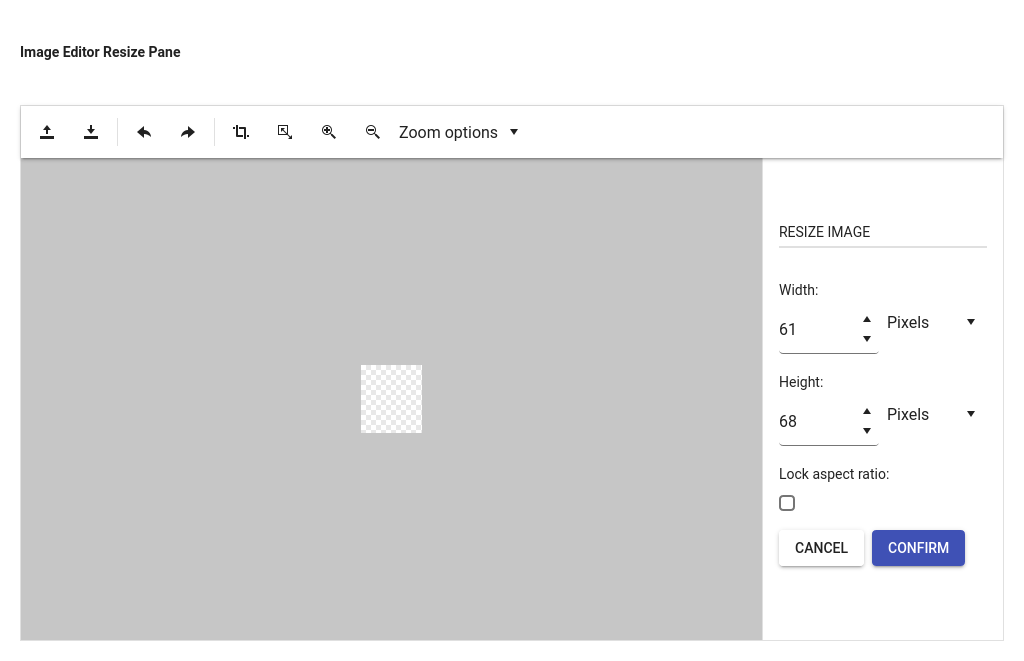 Image Editor Resize Pane
Zoom options
RESIZE IMAGE
Width:
61 Pixels
Height:
68 Pixels
Lock aspect ratio:
CANCEL CONFIRM